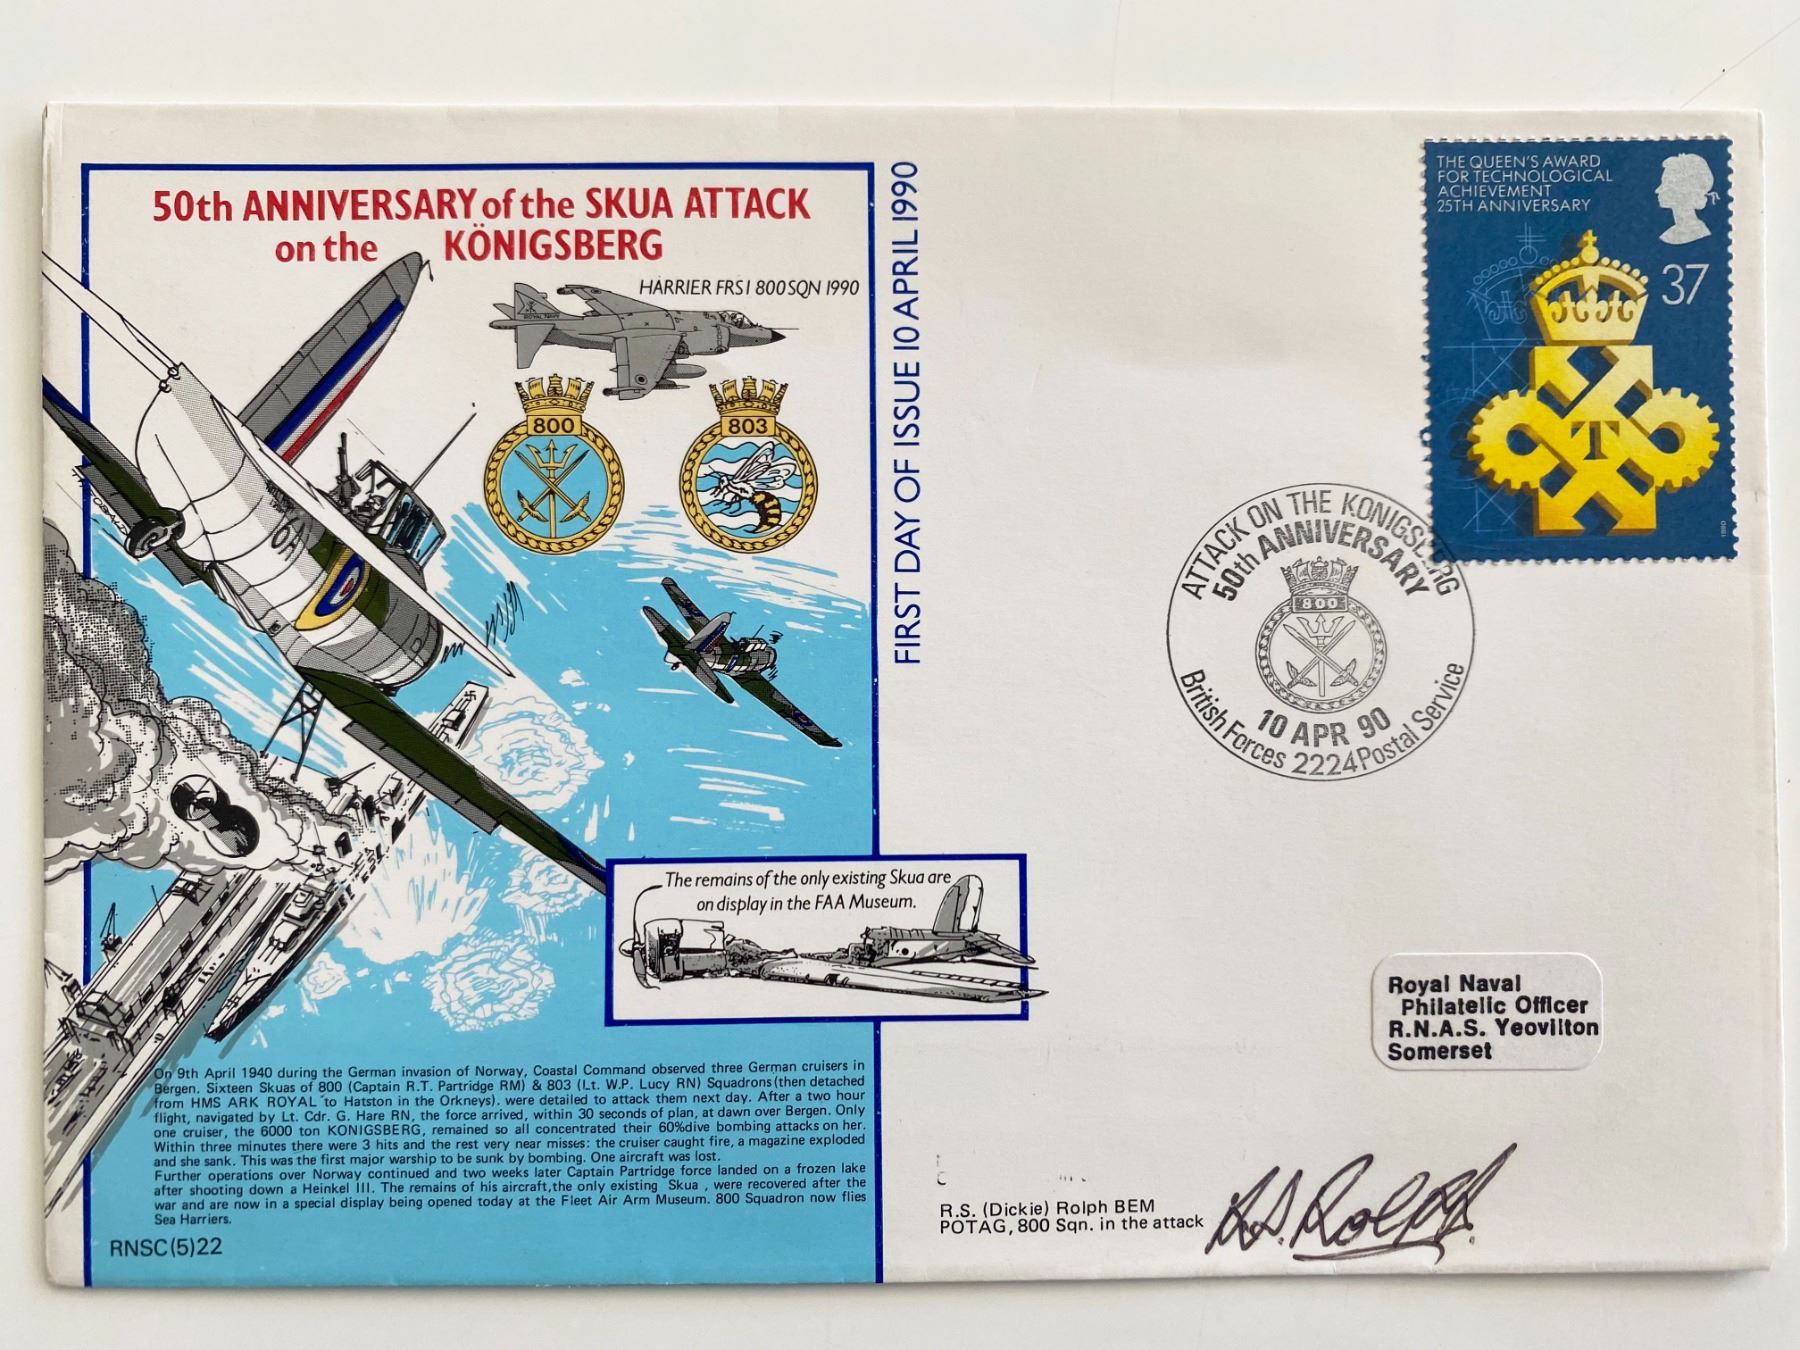 50th ANNIVERSARY of the SKUA ATTACK
on the KÖNIGSBERG
HARRIER FRS1 800SQN 1990
ROYAL NAVY
800
803
FIRST DAY OF ISSUE 10 APRIL 1990
The remains of the only existing Skua are
on display in the FAA Museum.
On 9th April 1940 during the German invasion of Norway, Coastal Command observed three German cruisers in
Bergen. Sixteen Skuas of 800 (Captain R.T. Partridge RM) & 803 (Lt. W.P. Lucy RN) Squadrons (then detached
from HMS ARK ROYAL to Hatston in the Orkneys). were detailed to attack them next day. After a two hour
flight, navigated by Lt. Cdr. G. Hare RN, the force arrived, within 30 seconds of plan, at dawn over Bergen. Only
one cruiser, the 6000 ton KONIGSBERG, remained so all concentrated their 60%dive bombing attacks on her.
Within three minutes there were 3 hits and the rest very near misses: the cruiser caught fire, a magazine exploded
and she sank. This was the first major warship to be sunk by bombing. One aircraft was lost.
Further operations over Norway continued and two weeks later Captain Partridge force landed on a frozen lake
after shooting down a Heinkel III. The remains of his aircraft, the only existing Skua , were recovered after the
war and are now in a special display being opened today at the Fleet Air Arm Museum. 800 Squadron now flies
Sea Harriers.
RNSC(5)22
THE QUEEN'S AWARD
FOR TECHNOLOGICAL
ACHIEVEMENT
25TH ANNIVERSARY
37
T
1990
ATTACK ON THE KONIGSBERG
50th ANNIVERSARY
800
10 APR 90
British Forces 2224 Postal Service
Royal Naval
Philatelic Officer
R.N.A.S. Yeovilton
Somerset
R.S. (Dickie) Rolph BEM
POTAG, 800 Sqn. in the attack
R.S. Rolph